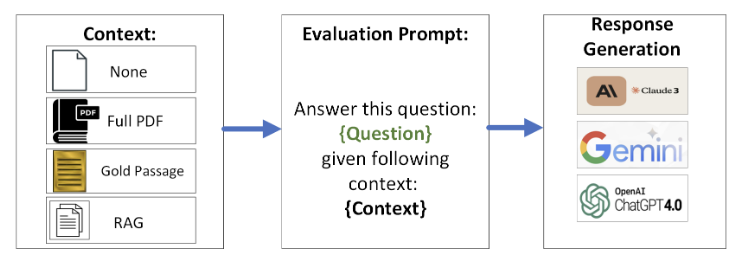 Context:
None
PDF
Full PDF
Gold Passage
RAG
Evaluation Prompt:
Answer this question:
{Question}
given following
context:
{Context}
Response
Generation
AI
Claude 3
Gemini
OpenAI
ChatGPT 4.0